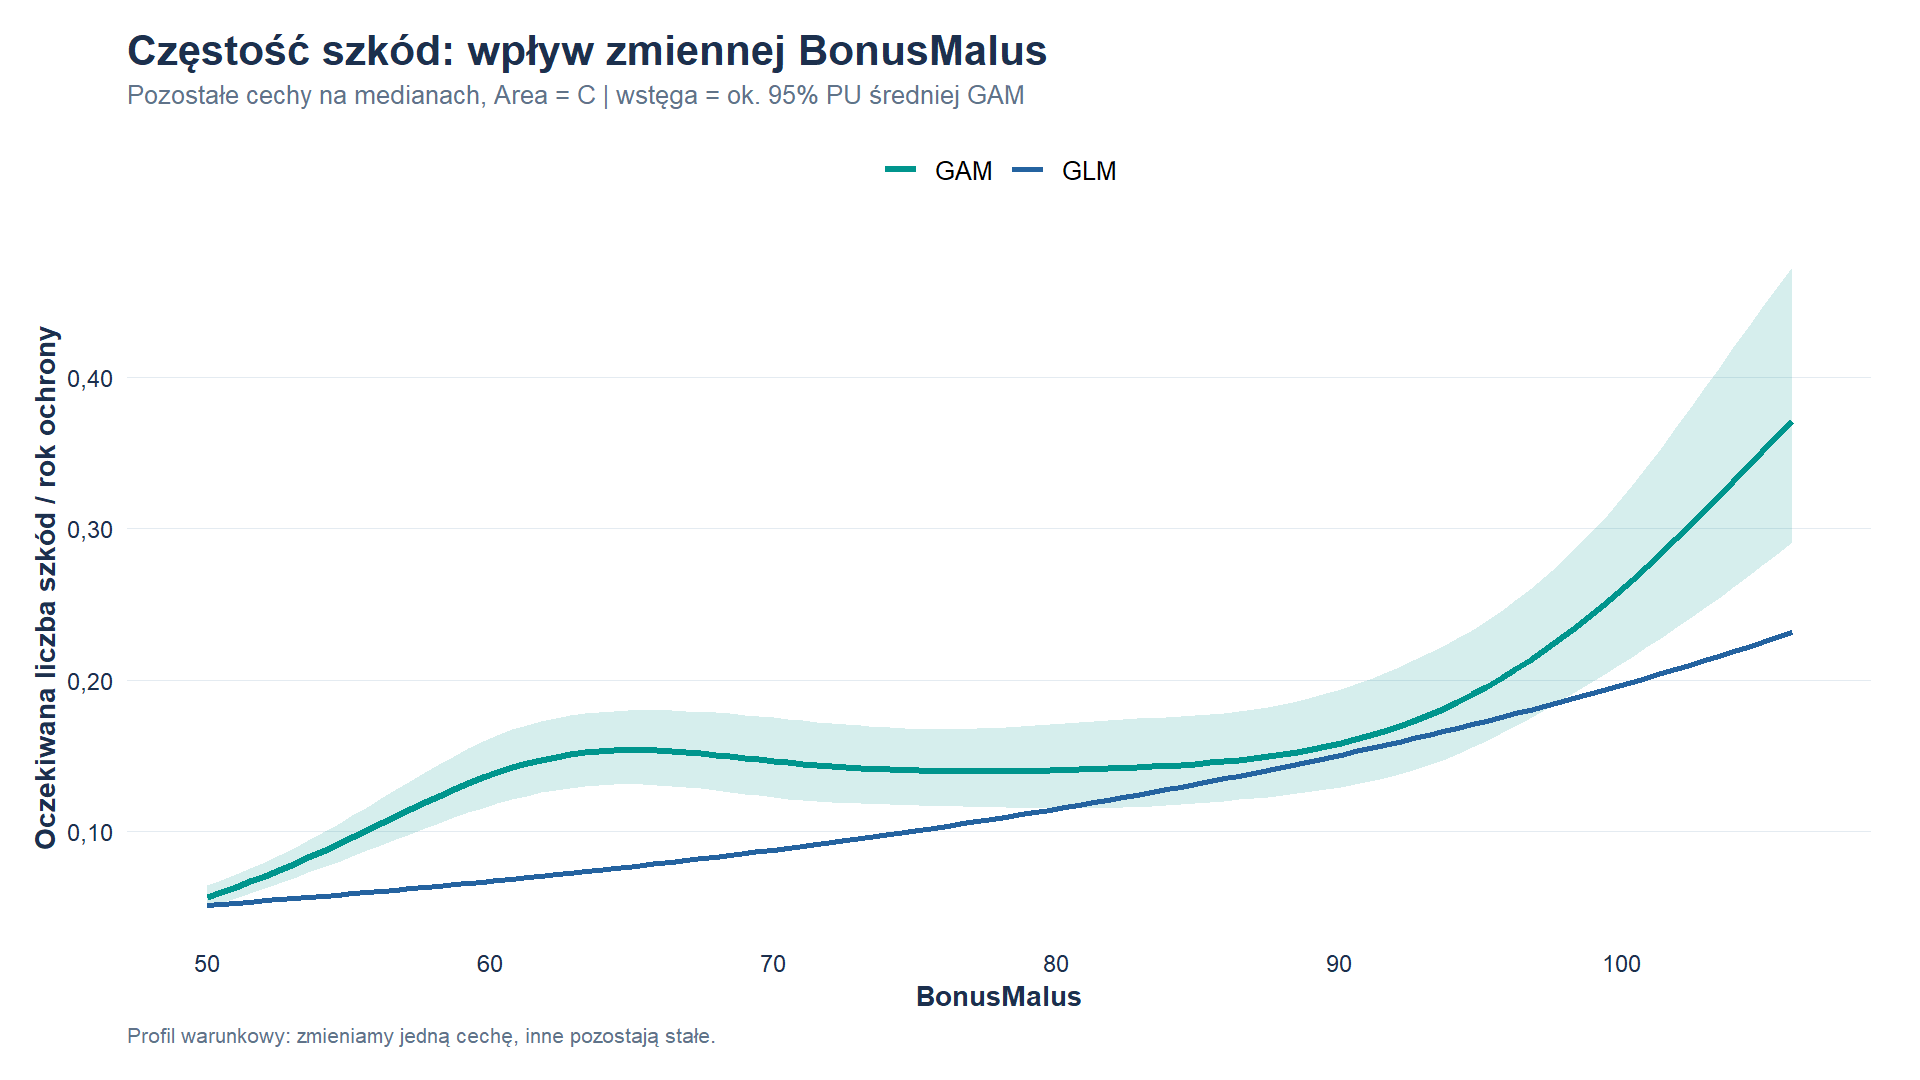 Częstość szkód: wpływ zmiennej BonusMalus
Pozostałe cechy na medianach, Area = C | wstęga = ok. 95% PU średniej GAM
GAM GLM
Oczekiwana liczba szkód / rok ochrony
0,40
0,30
0,20
0,10
50 60 70 80 90 100
BonusMalus
Profil warunkowy: zmieniamy jedną cechę, inne pozostają stałe.